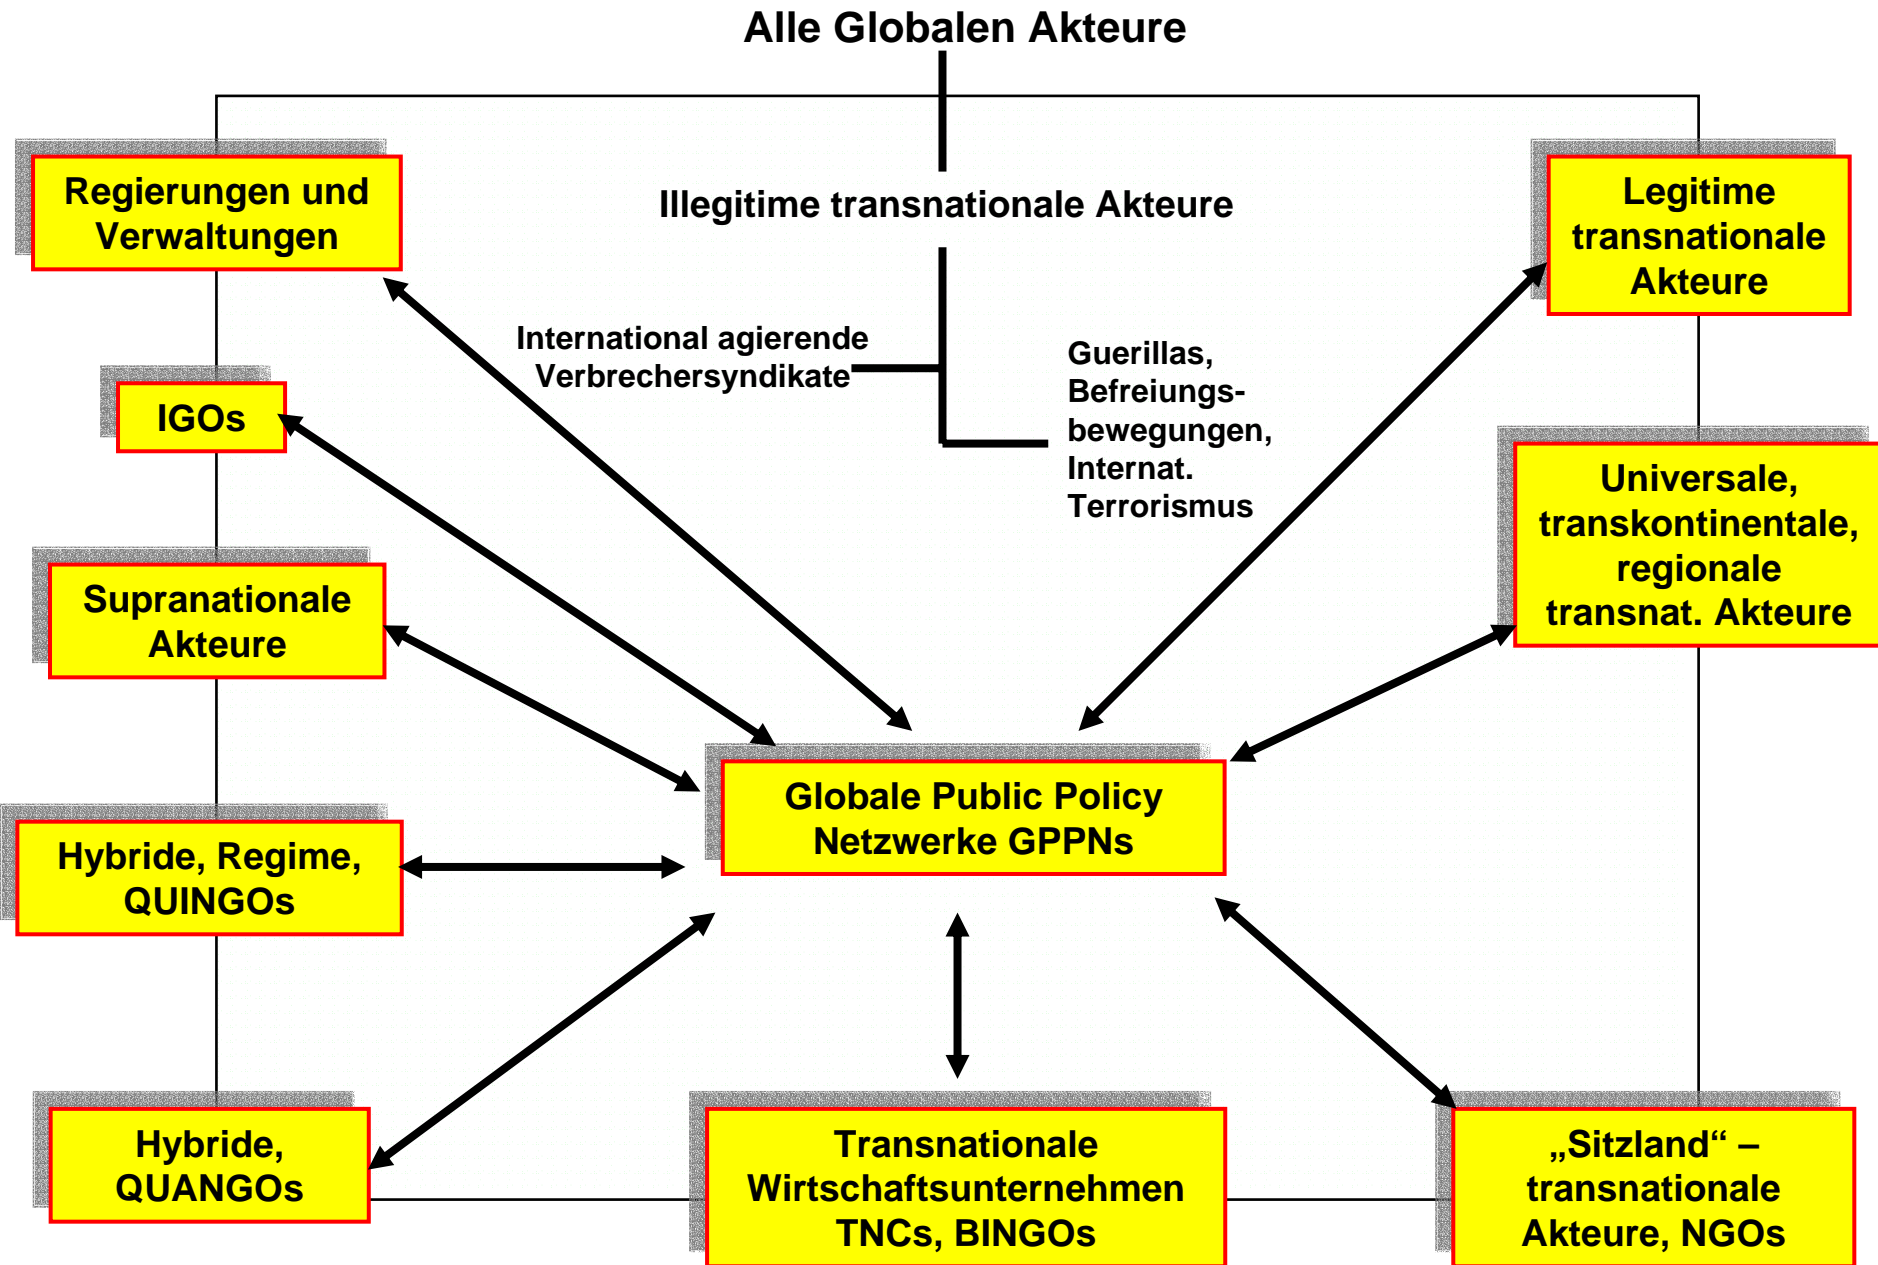 Alle Globalen Akteure
Regierungen und
Verwaltungen
Illegitime transnationale Akteure
Legitime
transnationale
Akteure
International agierende
Verbrechersyndikate
Guerillas,
Befreiungs-
bewegungen,
Internat.
Terrorismus
IGOs
Universale,
transkontinentale,
regionale
transnat. Akteure
Supranationale
Akteure
Globale Public Policy
Netzwerke GPPNs
Hybride, Regime,
QUINGOs
Hybride,
QUANGOs
Transnationale
Wirtschaftsunternehmen
TNCs, BINGOs
„Sitzland“ –
transnationale
Akteure, NGOs